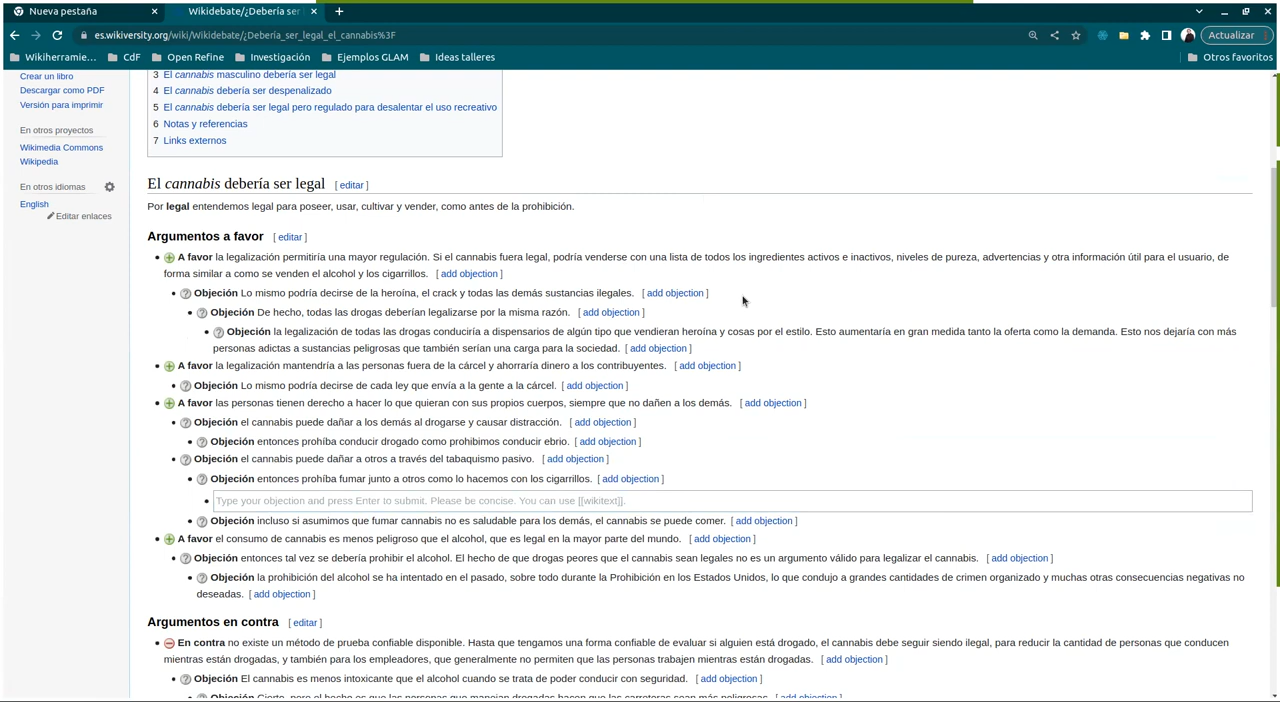 Nueva pestaña
Wikidebate/¿Debería ser
es.wikiversity.org/wiki/Wikidebate/¿Debería_ser_legal_el_cannabis%3F
Actualizar
Wikiherramie…
CdF
Open Refine
Investigación
Ejemplos GLAM
Ideas talleres
Otros favoritos
Crear un libro
Descargar como PDF
Versión para imprimir
En otros proyectos
Wikimedia Commons
Wikipedia
En otros idiomas
English
Editar enlaces
3 El cannabis masculino debería ser legal
4 El cannabis debería ser despenalizado
5 El cannabis debería ser legal pero regulado para desalentar el uso recreativo
6 Notas y referencias
7 Links externos
El cannabis debería ser legal [ editar ]
Por legal entendemos legal para poseer, usar, cultivar y vender, como antes de la prohibición.
Argumentos a favor [ editar ]
A favor la legalización permitiría una mayor regulación. Si el cannabis fuera legal, podría venderse con una lista de todos los ingredientes activos e inactivos, niveles de pureza, advertencias y otra información útil para el usuario, de
forma similar a como se venden el alcohol y los cigarrillos. [ add objection ]
Objeción Lo mismo podría decirse de la heroína, el crack y todas las demás sustancias ilegales. [ add objection ]
Objeción De hecho, todas las drogas deberían legalizarse por la misma razón. [ add objection ]
Objeción la legalización de todas las drogas conduciría a dispensarios de algún tipo que vendieran heroína y cosas por el estilo. Esto aumentaría en gran medida tanto la oferta como la demanda. Esto nos dejaría con más
personas adictas a sustancias peligrosas que también serían una carga para la sociedad. [ add objection ]
A favor la legalización mantendría a las personas fuera de la cárcel y ahorraría dinero a los contribuyentes. [ add objection ]
Objeción Lo mismo podría decirse de cada ley que envía a la gente a la cárcel. [ add objection ]
A favor las personas tienen derecho a hacer lo que quieran con sus propios cuerpos, siempre que no dañen a los demás. [ add objection ]
Objeción el cannabis puede dañar a los demás al drogarse y causar distracción. [ add objection ]
Objeción entonces prohíba conducir drogado como prohibimos conducir ebrio. [ add objection ]
Objeción el cannabis puede dañar a otros a través del tabaquismo pasivo. [ add objection ]
Objeción entonces prohíba fumar junto a otros como lo hacemos con los cigarrillos. [ add objection ]
Type your objection and press Enter to submit. Please be concise. You can use [[wikitext]].
Objeción incluso si asumimos que fumar cannabis no es saludable para los demás, el cannabis se puede comer. [ add objection ]
A favor el consumo de cannabis es menos peligroso que el alcohol, que es legal en la mayor parte del mundo. [ add objection ]
Objeción entonces tal vez se debería prohibir el alcohol. El hecho de que drogas peores que el cannabis sean legales no es un argumento válido para legalizar el cannabis. [ add objection ]
Objeción la prohibición del alcohol se ha intentado en el pasado, sobre todo durante la Prohibición en los Estados Unidos, lo que condujo a grandes cantidades de crimen organizado y muchas otras consecuencias negativas no
deseadas. [ add objection ]
Argumentos en contra [ editar ]
En contra no existe un método de prueba confiable disponible. Hasta que tengamos una forma confiable de evaluar si alguien está drogado, el cannabis debe seguir siendo ilegal, para reducir la cantidad de personas que conducen
mientras están drogadas, y también para los empleadores, que generalmente no permiten que las personas trabajen mientras están drogadas. [ add objection ]
Objeción El cannabis es menos intoxicante que el alcohol cuando se trata de poder conducir con seguridad. [ add objection ]
Objeción Cierto, pero el hecho es que las personas que manejan drogadas hacen que las carreteras sean más peligrosas. [ add objection ]